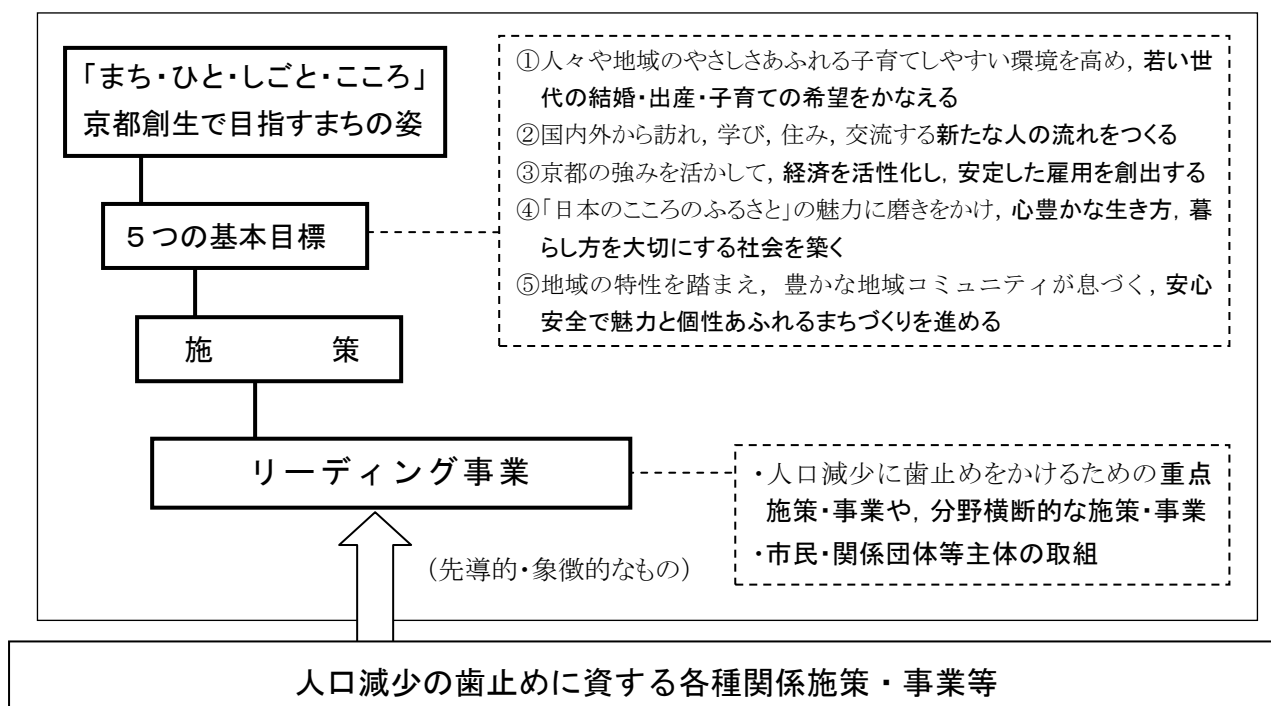 「まち・ひと・しごと・こころ」
京都創生で目指すまちの姿
5つの基本目標
①人々や地域のやさしさあふれる子育てしやすい環境を高め，若い世
代の結婚・出産・子育ての希望をかなえる
②国内外から訪れ，学び，住み，交流する新たな人の流れをつくる
③京都の強みを活かして，経済を活性化し，安定した雇用を創出する
④「日本のこころのふるさと」の魅力に磨きをかけ，心豊かな生き方，暮
らし方を大切にする社会を築く
⑤地域の特性を踏まえ，豊かな地域コミュニティが息づく，安心
安全で魅力と個性あふれるまちづくりを進める
施　　　策
リーディング事業
・人口減少に歯止めをかけるための重点
施策・事業や，分野横断的な施策・事業
・市民・関係団体等主体の取組
（先導的・象徴的なもの）
人口減少の歯止めに資する各種関係施策・事業等